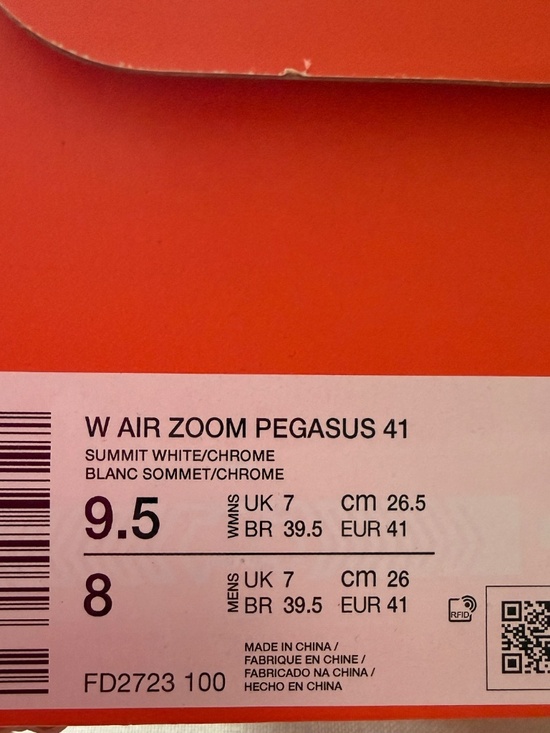 W AIR ZOOM PEGASUS 41
SUMMIT WHITE/CHROME
BLANC SOMMET/CHROME
9.5 WMNS UK 7 cm 26.5
BR 39.5 EUR 41
8 MENS UK 7 cm 26
BR 39.5 EUR 41
RFID
MADE IN CHINA /
FABRIQUE EN CHINE /
FABRICADO NA CHINA /
HECHO EN CHINA
FD2723 100